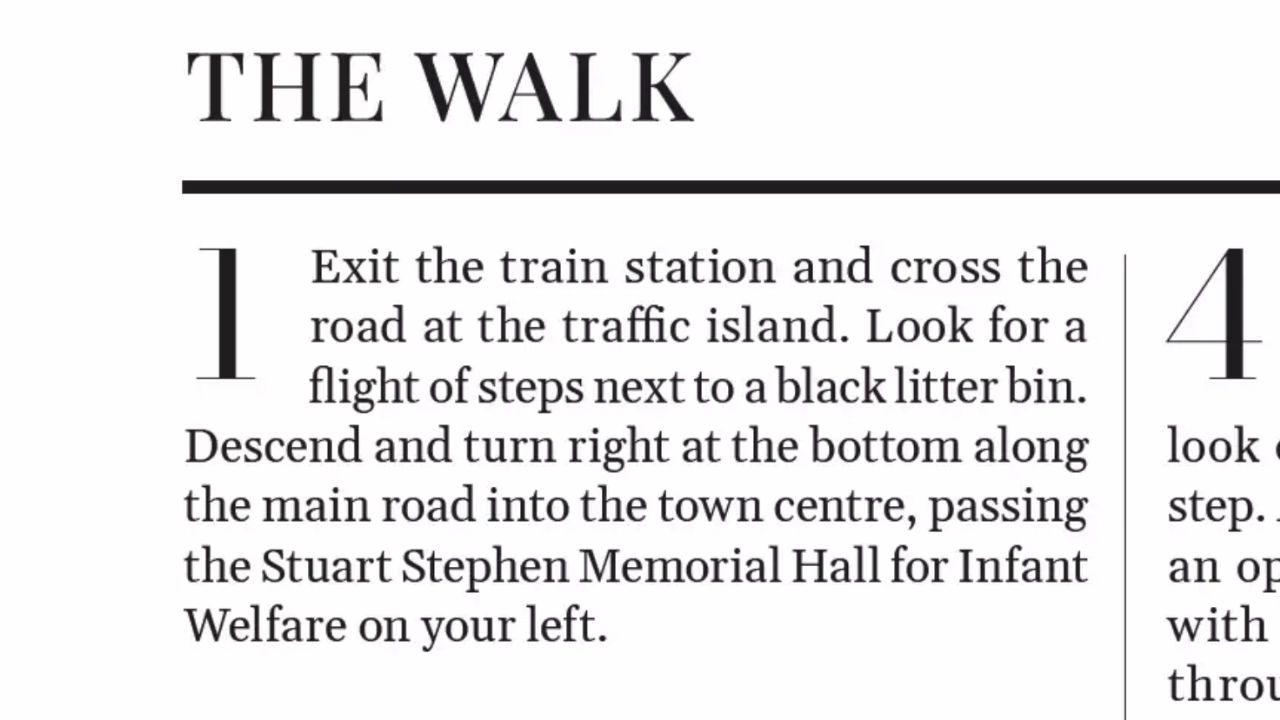 THE WALK
1 Exit the train station and cross the
road at the traffic island. Look for a
flight of steps next to a black litter bin.
Descend and turn right at the bottom along
the main road into the town centre, passing
the Stuart Stephen Memorial Hall for Infant
Welfare on your left.
4
look
step.
an
with